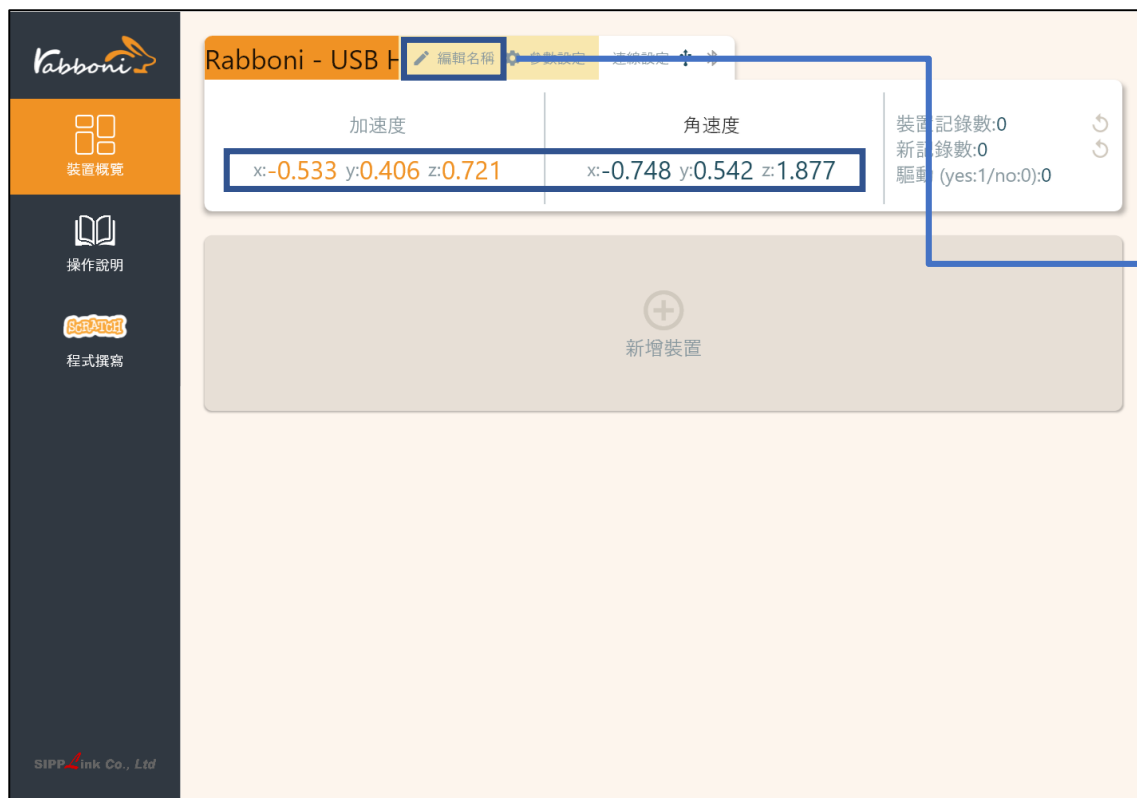 rabboni
Rabboni - USB H 編輯名稱 參數設定 連線設定
裝置概覽
操作說明
SCRATCH
程式撰寫
加速度
x:-0.533 y:0.406 z:0.721
角速度
x:-0.748 y:0.542 z:1.877
裝置記錄數:0
新記錄數:0
驅動 (yes:1/no:0):0
新增裝置
SIPPLink Co., Ltd